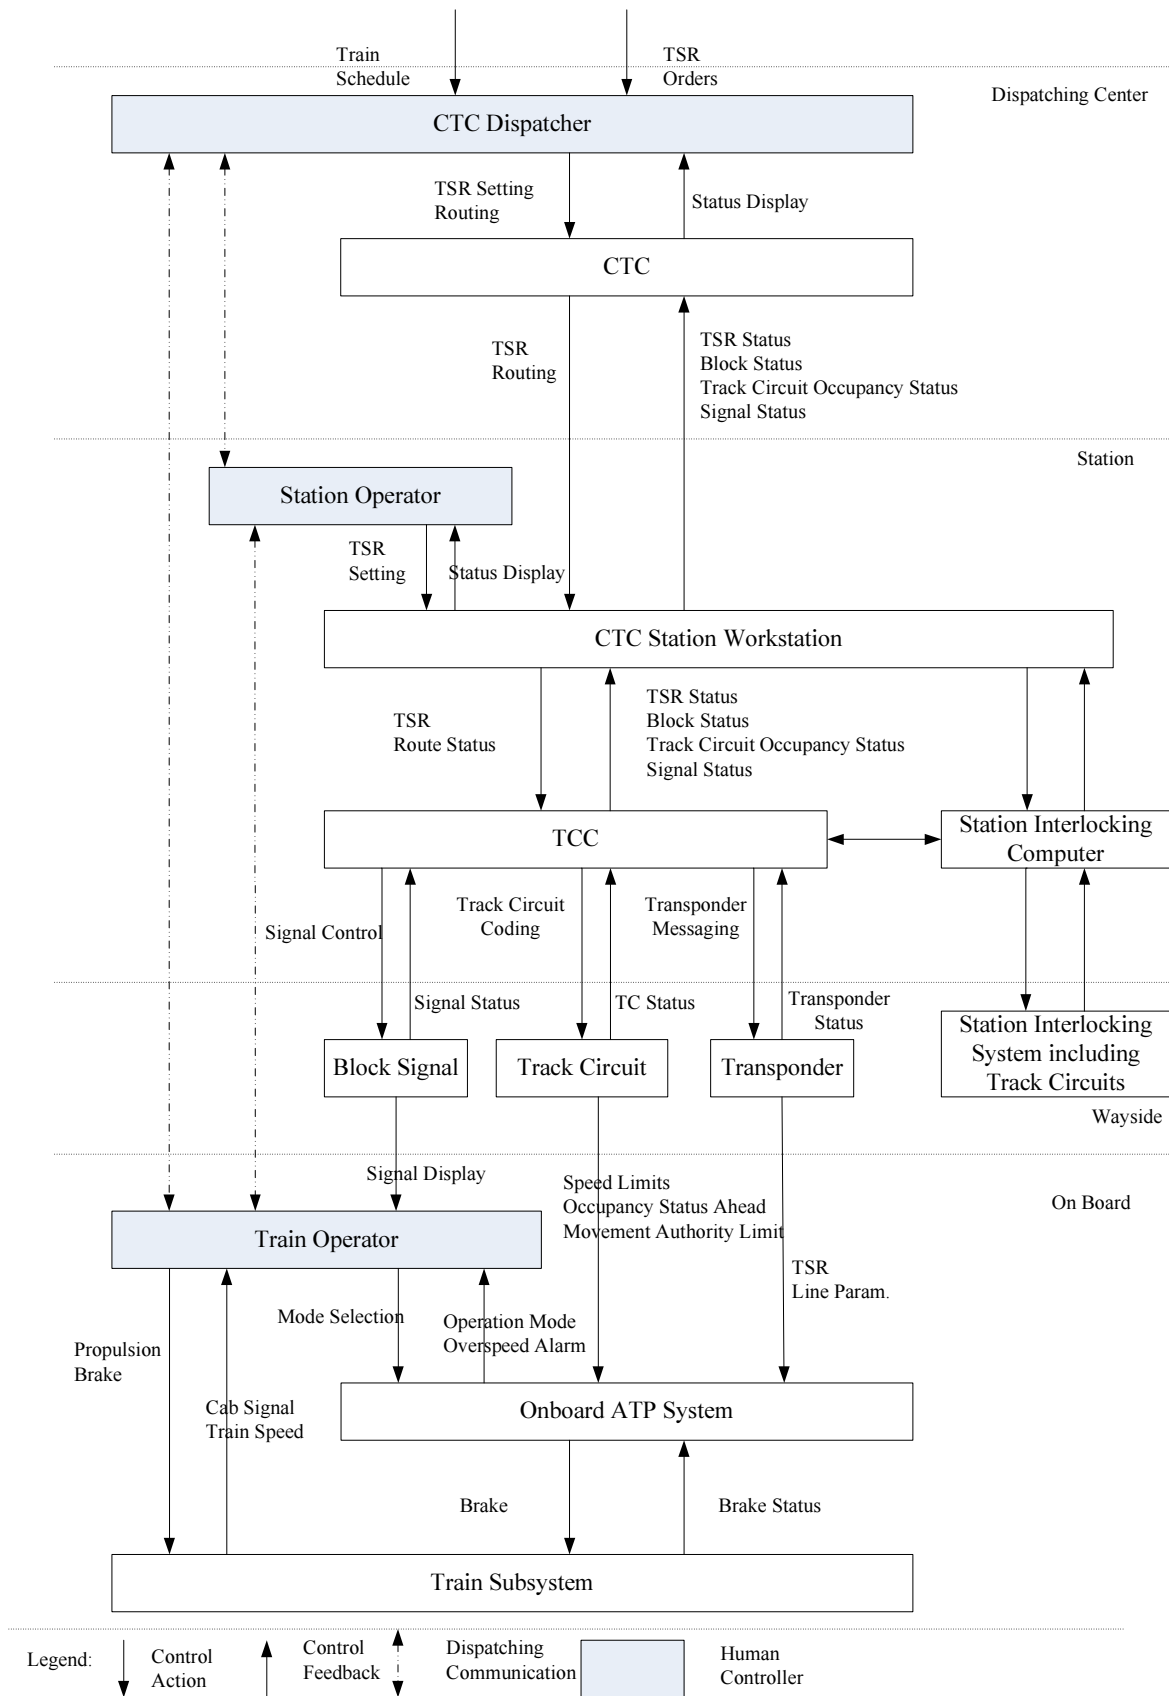 Train
Schedule
TSR
Orders
Dispatching Center
CTC Dispatcher
TSR Setting
Routing
Status Display
CTC
TSR
Routing
TSR Status
Block Status
Track Circuit Occupancy Status
Signal Status
Station
Station Operator
TSR
Setting
Status Display
CTC Station Workstation
TSR
Route Status
TSR Status
Block Status
Track Circuit Occupancy Status
Signal Status
TCC
Station Interlocking
Computer
Signal Control
Track Circuit
Coding
Transponder
Messaging
Signal Status
TC Status
Transponder
Status
Block Signal
Track Circuit
Transponder
Station Interlocking
System including
Track Circuits
Wayside
Signal Display
Speed Limits
Occupancy Status Ahead
Movement Authority Limit
On Board
Train Operator
TSR
Line Param.
Mode Selection
Operation Mode
Overspeed Alarm
Propulsion
Brake
Cab Signal
Train Speed
Onboard ATP System
Brake
Brake Status
Train Subsystem
Legend:
Control
Action
Control
Feedback
Dispatching
Communication
Human
Controller